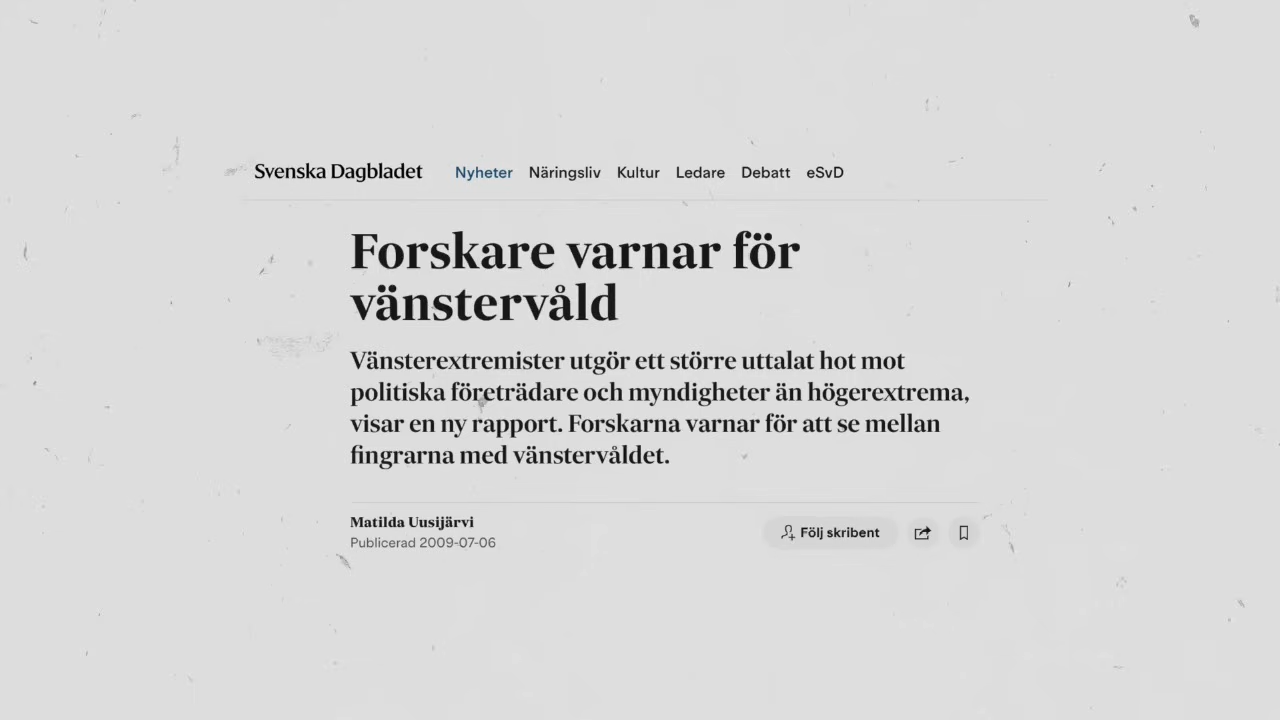 Svenska Dagbladet Nyheter Näringsliv Kultur Ledare Debatt eSvD
Forskare varnar för
vänstervåld
Vänsterextremister utgör ett större uttalat hot mot
politiska företrädare och myndigheter än högerextrema,
visar en ny rapport. Forskarna varnar för att se mellan
fingrarna med vänstervåldet.
Matilda Uusijärvi
Publicerad 2009-07-06
Följ skribent